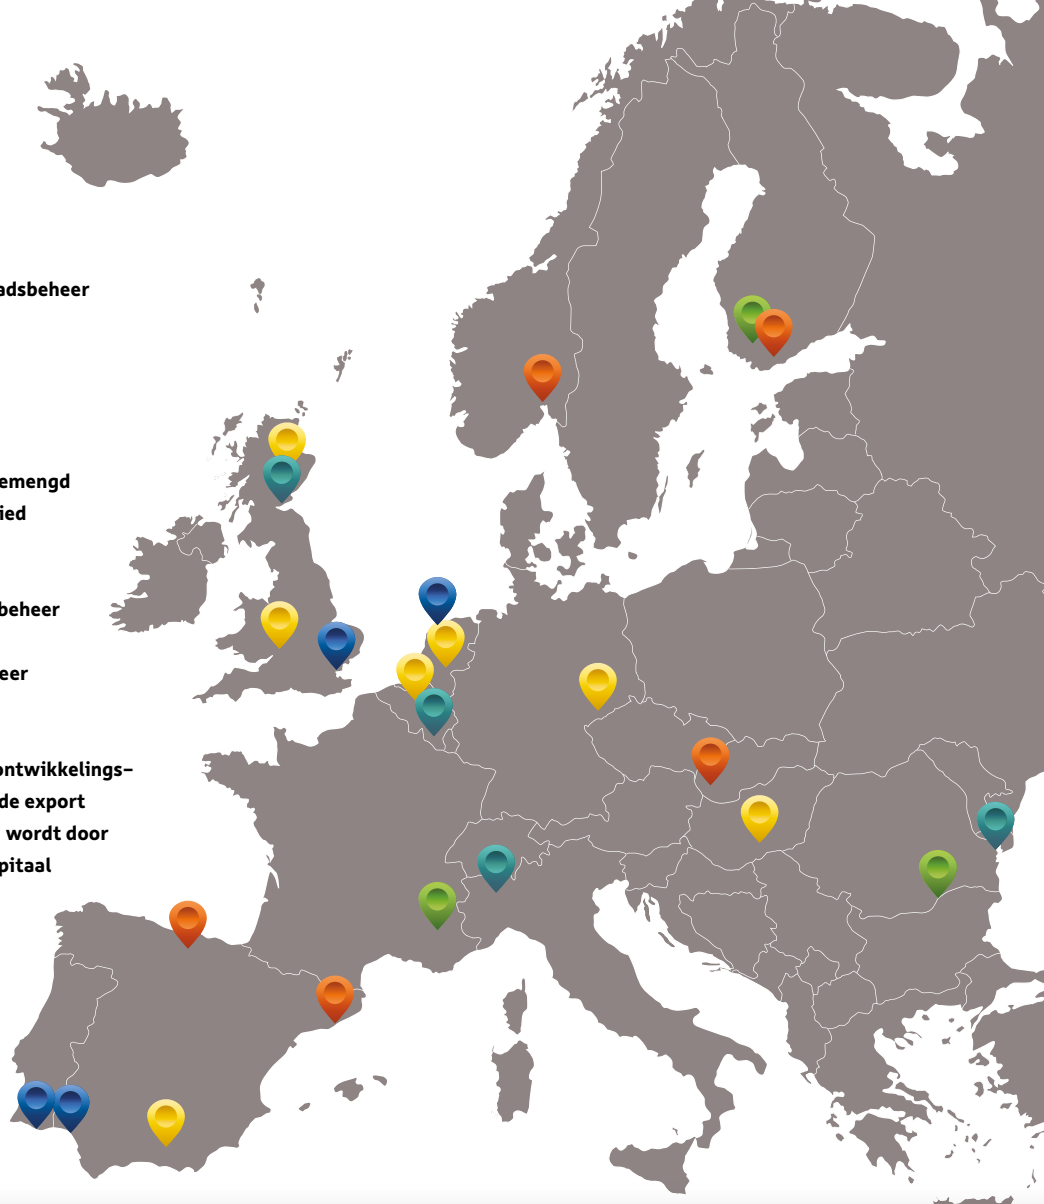 adsbeheer
emengd
ied
beheer
eer
ontwikkelings–
de export
wordt door
pitaal